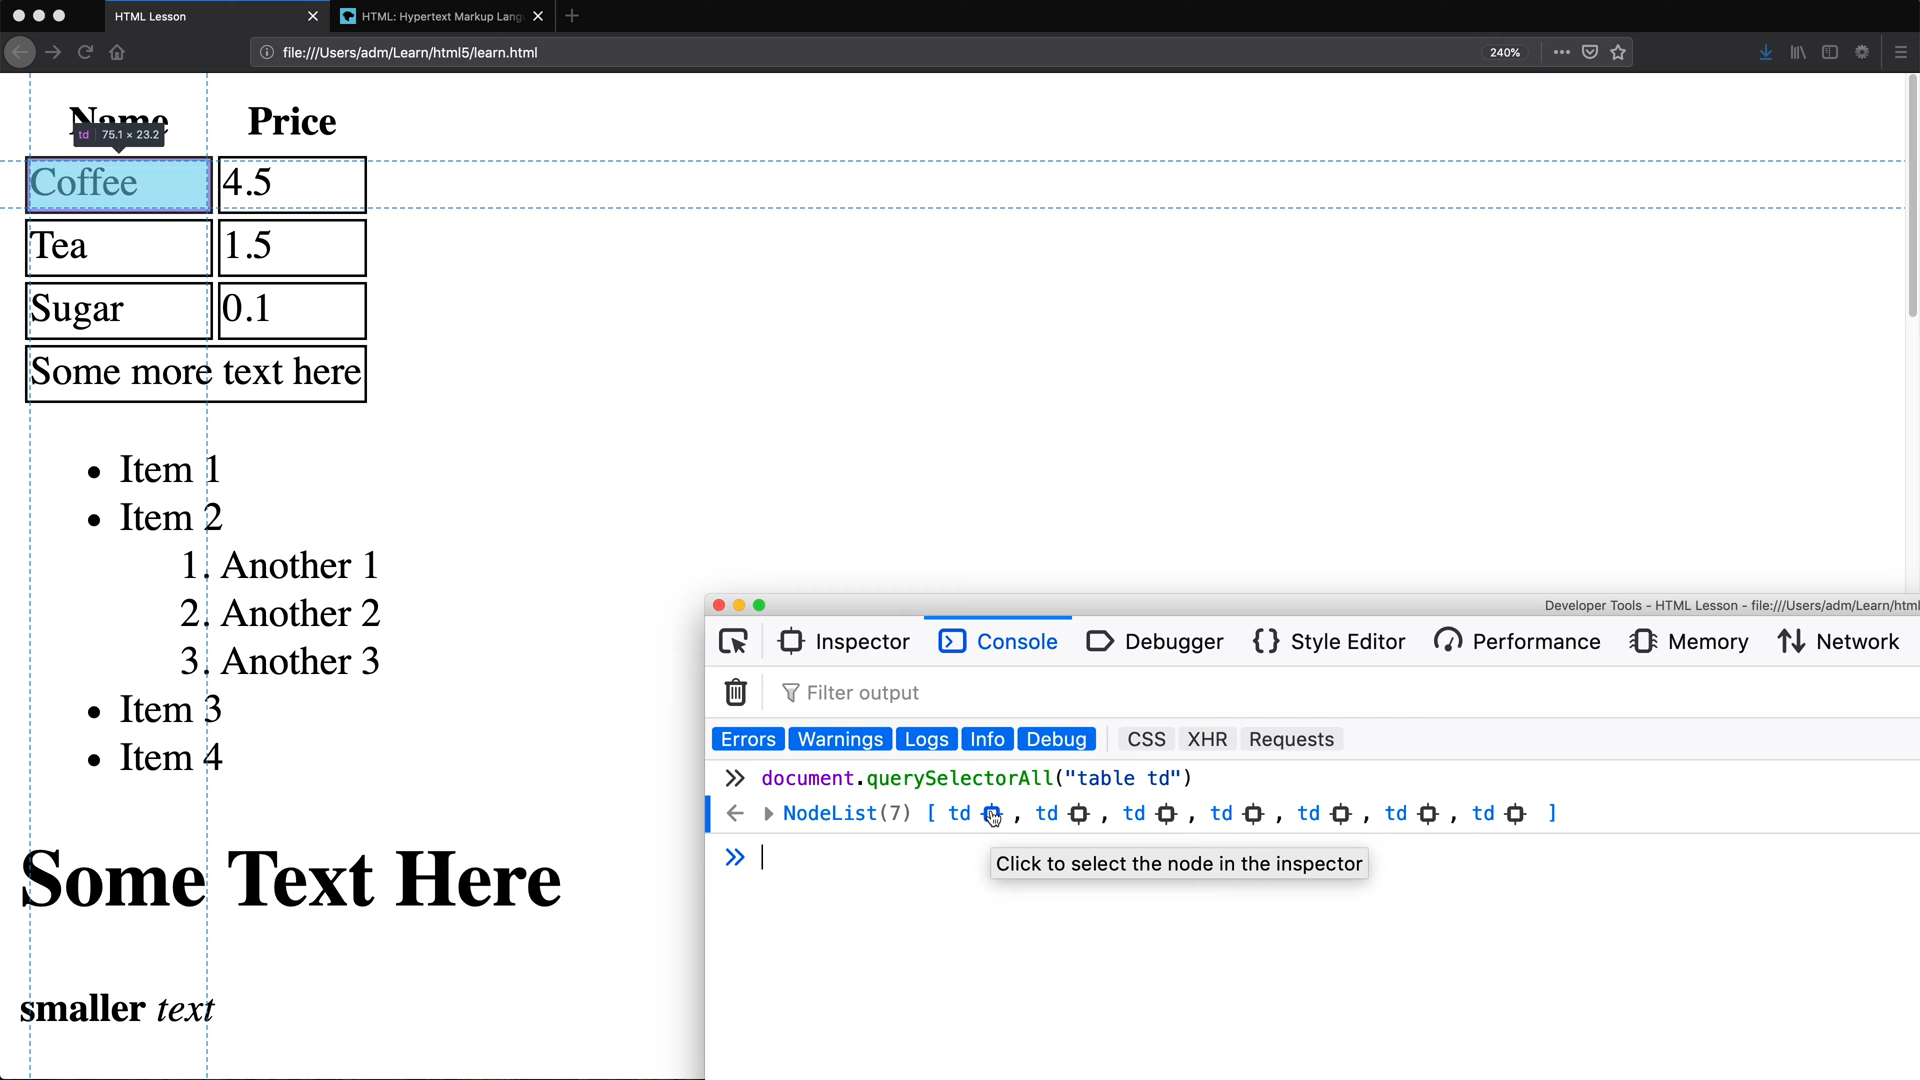 HTML Lesson
HTML: Hypertext Markup Lang
file:///Users/adm/Learn/html5/learn.html
240%
Name Price
td 75.1 × 23.2
Coffee 4.5
Tea 1.5
Sugar 0.1
Some more text here
• Item 1
• Item 2
1. Another 1
2. Another 2
3. Another 3
• Item 3
• Item 4
Some Text Here
smaller text
Developer Tools - HTML Lesson - file:///Users/adm/Learn/html
Inspector Console Debugger Style Editor Performance Memory Network
Filter output
Errors Warnings Logs Info Debug CSS XHR Requests
document.querySelectorAll("table td")
NodeList(7) [ td , td , td , td , td , td , td ]
Click to select the node in the inspector